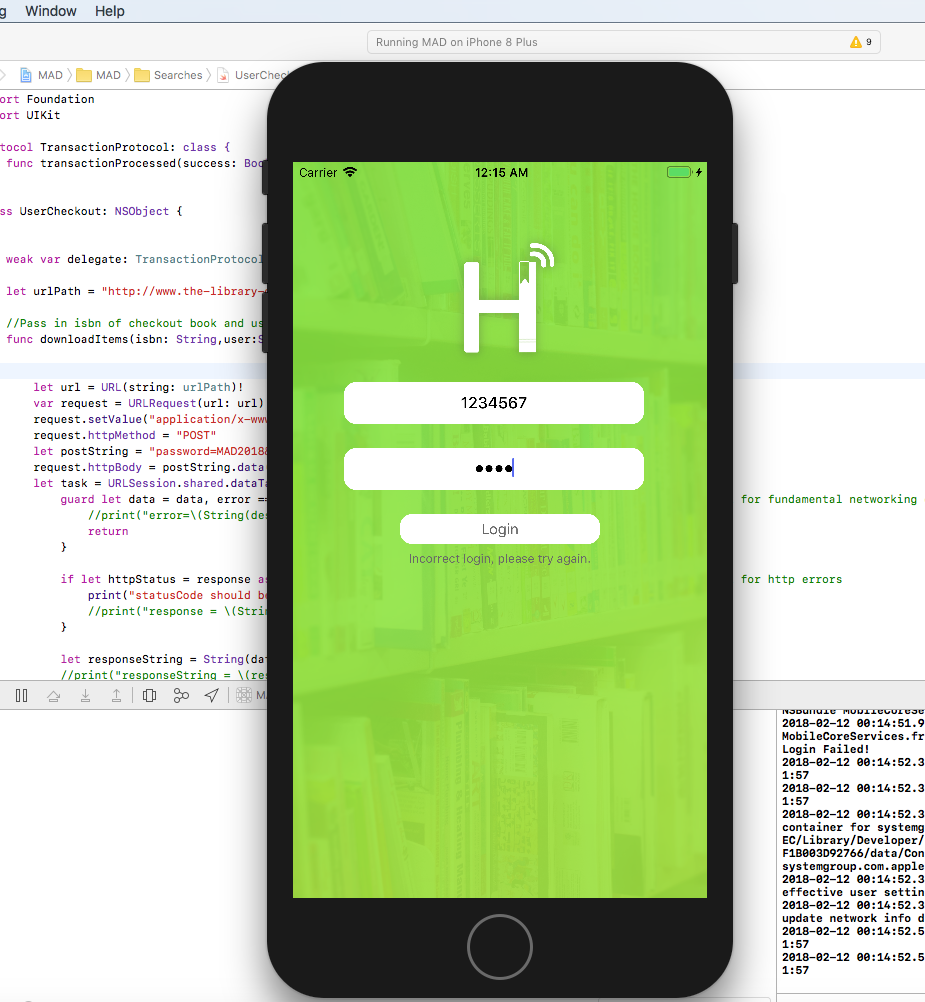 g Window Help
Running MAD on iPhone 8 Plus 9
MAD MAD Searches UserChec
ort Foundation
ort UIKit
tocol TransactionProtocol: class {
func transactionProcessed(success: Boo
ss UserCheckout: NSObject {
weak var delegate: TransactionProtocol
let urlPath = "http://www.the-library-
//Pass in isbn of checkout book and us
func downloadItems(isbn: String,user:S
let url = URL(string: urlPath)!
var request = URLRequest(url: url)
request.setValue("application/x-www
request.httpMethod = "POST"
let postString = "password=MAD2018&
request.httpBody = postString.data(
let task = URLSession.shared.dataTa
guard let data = data, error == for fundamental networking
//print("error=\(String(des
return
}
if let httpStatus = response as for http errors
print("statusCode should be
//print("response = \(Strin
}
let responseString = String(dat
//print("responseString = \(res
MA
Carrier 12:15 AM
H
1234567
••••
Login
Incorrect login, please try again.
NSBundle MobileCoreSe
2018-02-12 00:14:51.9
MobileCoreServices.fr
Login Failed!
2018-02-12 00:14:52.3
1:57
2018-02-12 00:14:52.3
1:57
2018-02-12 00:14:52.3
container for systemg
EC/Library/Developer/
F1B003D92766/data/Con
systemgroup.com.apple
2018-02-12 00:14:52.3
effective user settin
2018-02-12 00:14:52.3
update network info d
2018-02-12 00:14:52.5
1:57
2018-02-12 00:14:52.5
1:57